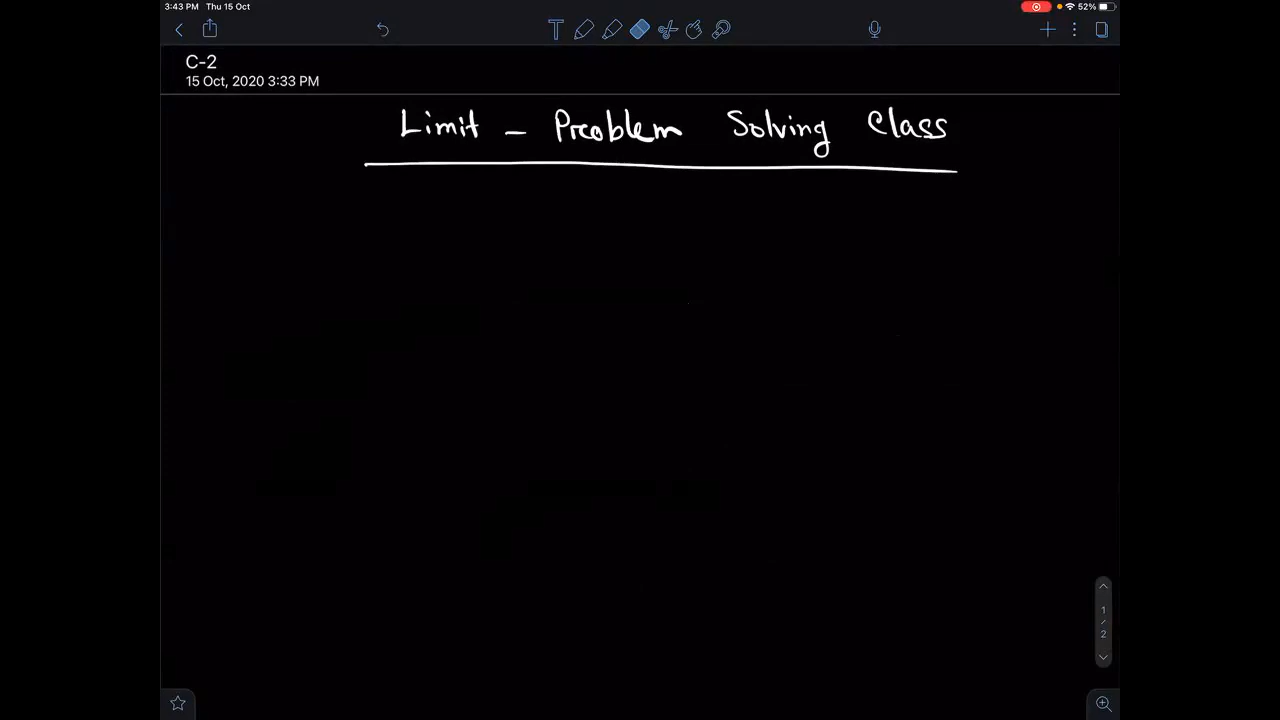 3:43 PM Thu 15 Oct
52%
T
C-2
15 Oct, 2020 3:33 PM
Limit - Problem Solving Class
1
/
2